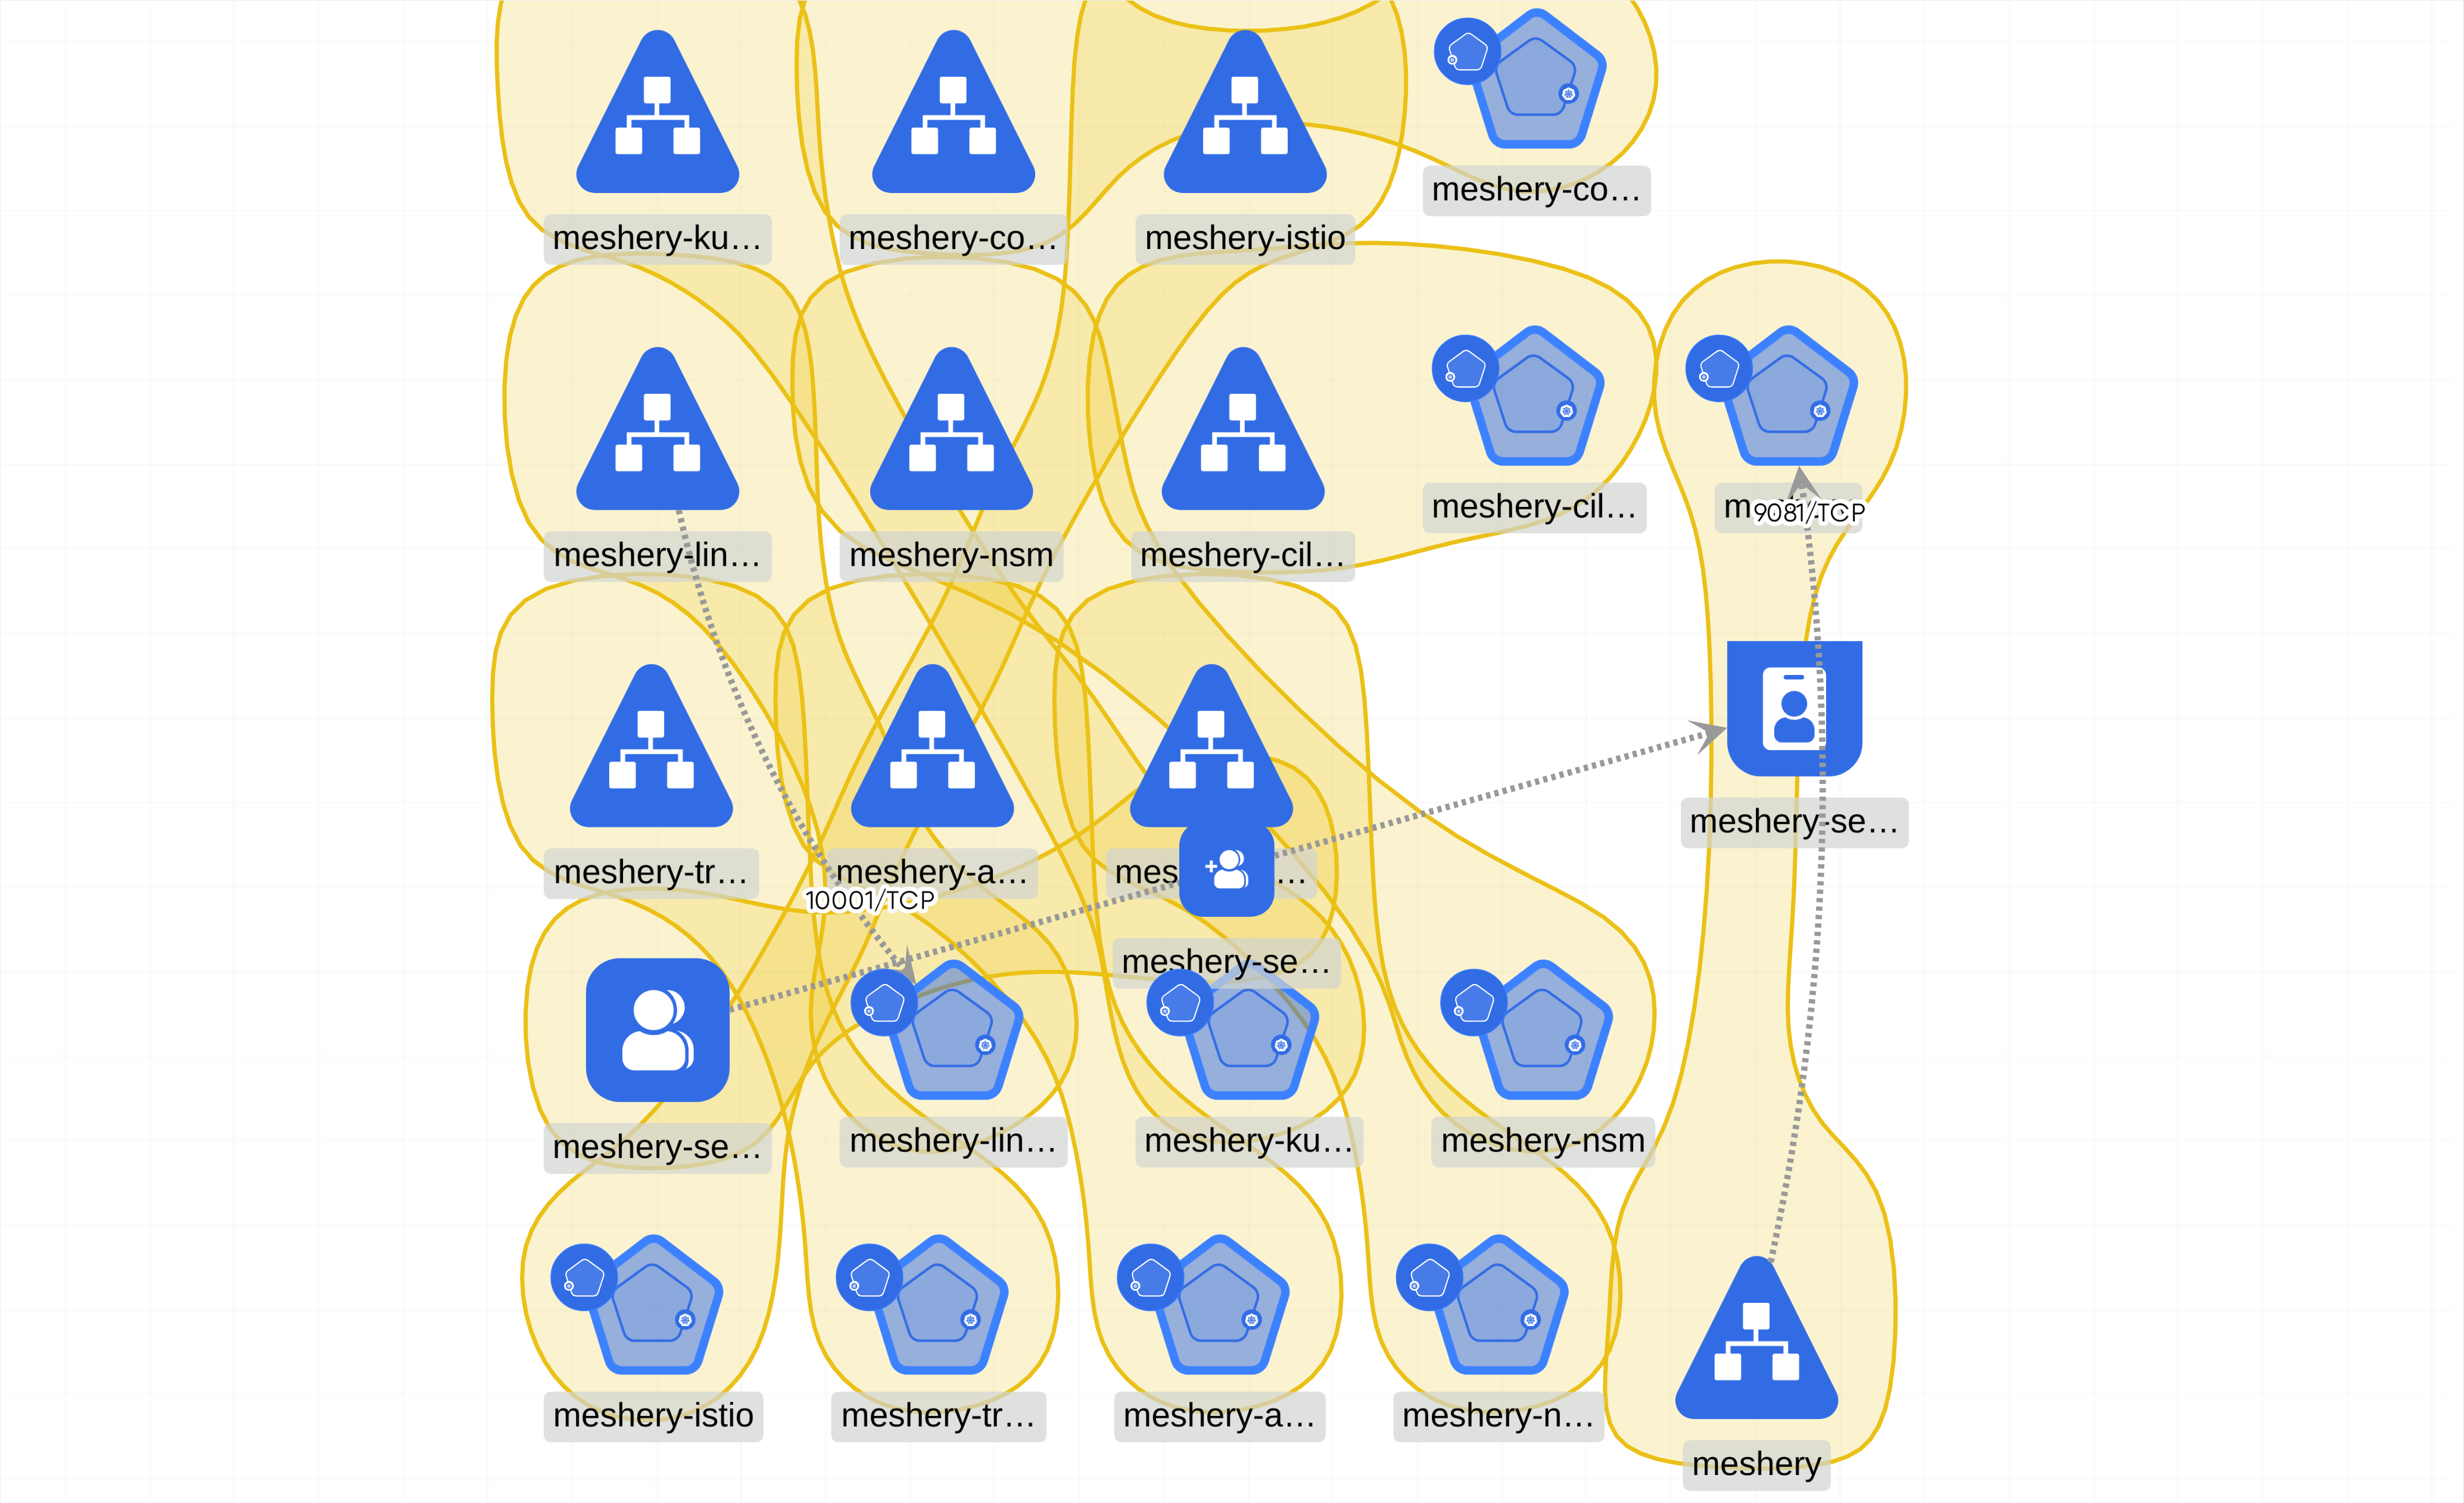 meshery-co…
meshery-ku…
meshery-co…
meshery-istio
meshery-cil…
9081/TCP
meshery-lin…
meshery-nsm
meshery-cil…
meshery-se…
meshery-tr…
meshery-a…
10001/TCP
meshery-se…
meshery-se…
meshery-lin…
meshery-ku…
meshery-nsm
meshery-istio
meshery-tr…
meshery-a…
meshery-n…
meshery